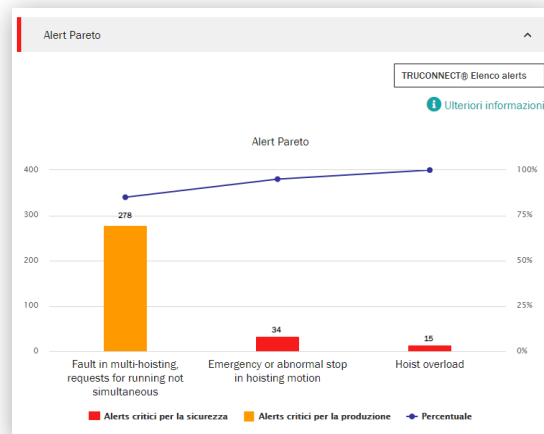 Alert Pareto
TRUCONNECT® Elenco alerts
Ulteriori informazioni
Alert Pareto
400
300
200
100
0
100%
75%
50%
25%
0%
278
34
15
Fault in multi-hoisting,
requests for running not
simultaneous
Emergency or abnormal stop
in hoisting motion
Hoist overload
Alerts critici per la sicurezza
Alerts critici per la produzione
Percentuale